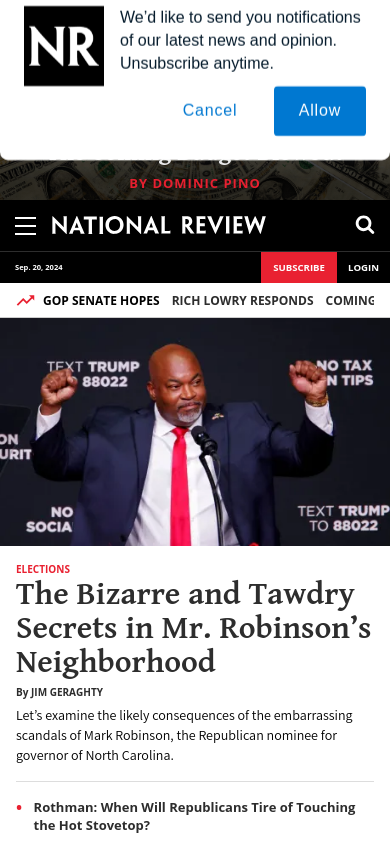 NR
We'd like to send you notifications
of our latest news and opinion.
Unsubscribe anytime.
Cancel
Allow
BY DOMINIC PINO
NATIONAL REVIEW
Sep. 20, 2024
SUBSCRIBE
LOGIN
GOP SENATE HOPES RICH LOWRY RESPONDS COMING
TEXT TRUMP
88022
NO TAX
N TIPS
ON
URIT
NO
SOCIA
TEXT TRUMP
TO 88022
ELECTIONS
The Bizarre and Tawdry
Secrets in Mr. Robinson’s
Neighborhood
By JIM GERAGHTY
Let’s examine the likely consequences of the embarrassing
scandals of Mark Robinson, the Republican nominee for
governor of North Carolina.
• Rothman: When Will Republicans Tire of Touching
the Hot Stovetop?